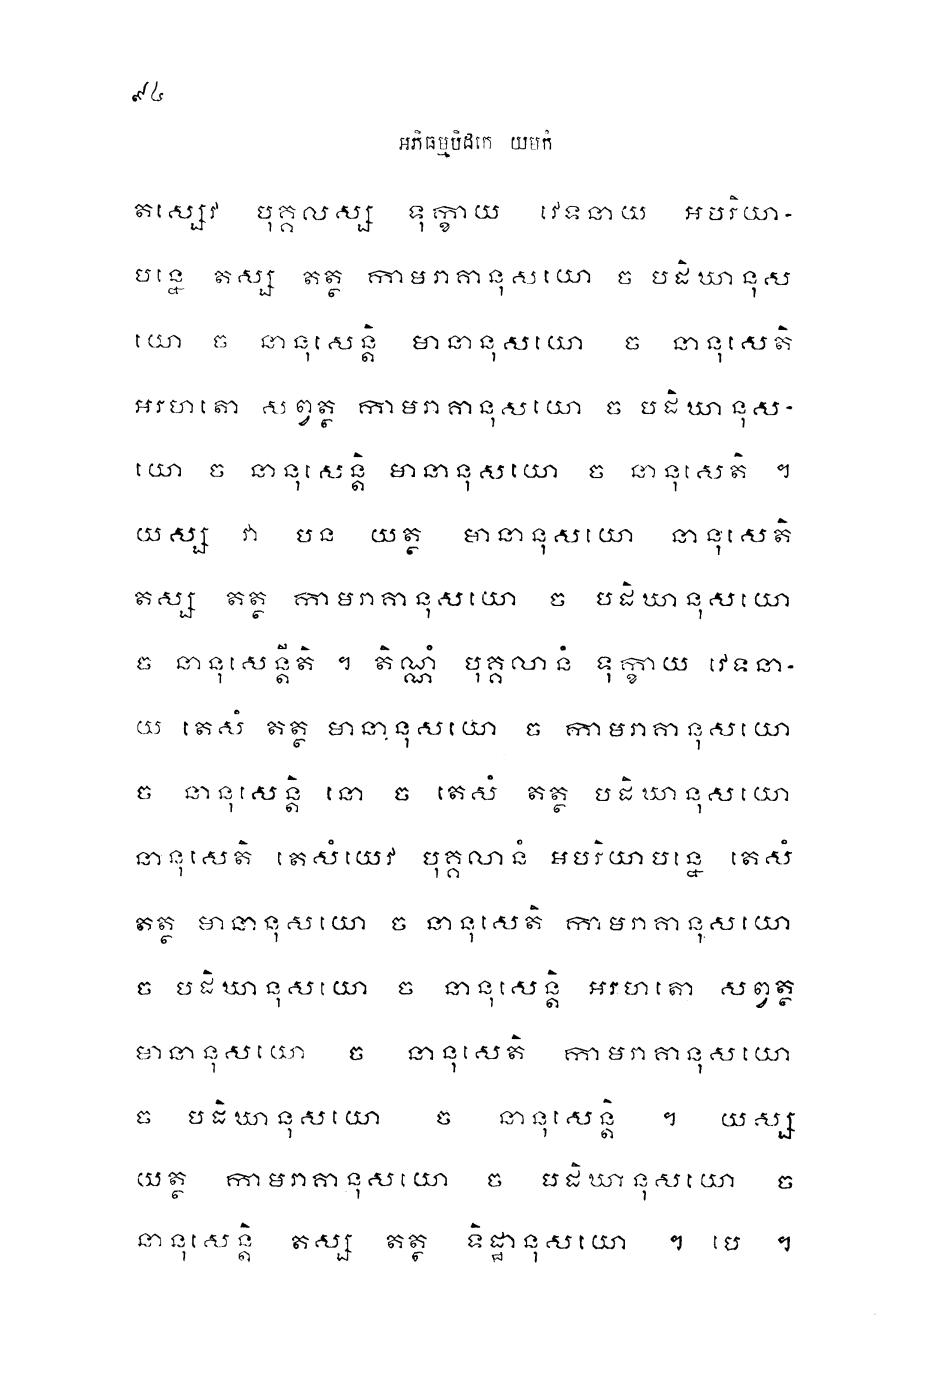 ៩៤
អភិធម្មបិដកេ យមកំ
តស្សេវ បុគ្គលស្ស ទុក្ខាយ វេទនាយ អបរិយា-
បន្នេ តស្ស តត្ថ កាមរាគានុសយោ ច បដិឃានុស
យោ ច នានុសេន្តិ មានានុសយោ ច នានុសេតិ
អរហតោ សព្វត្ថ កាមរាគានុសយោ ច បដិឃានុស-
យោ ច នានុសេន្តិ មានានុសយោ ច នានុសេតិ ។
យស្ស វា បន យត្ថ មានានុសយោ នានុសេតិ
តស្ស តត្ថ កាមរាគានុសយោ ច បដិឃានុសយោ
ច នានុសេន្តីតិ ។ តិណ្ណំ បុគ្គលានំ ទុក្ខាយ វេទនា-
យ តេសំ តត្ថ មានានុសយោ ច កាមរាគានុសយោ
ច នានុសេន្តិ នោ ច តេសំ តត្ថ បដិឃានុសយោ
នានុសេតិ តេសំយេវ បុគ្គលានំ អបរិយាបន្នេ តេសំ
តត្ថ មានានុសយោ ច នានុសេតិ កាមរាគានុសយោ
ច បដិឃានុសយោ ច នានុសេន្តិ អរហតោ សព្វត្ថ
មានានុសយោ ច នានុសេតិ កាមរាគានុសយោ
ច បដិឃានុសយោ ច នានុសេន្តិ ។ យស្ស
យត្ថ កាមរាគានុសយោ ច បដិឃានុសយោ ច
នានុសេន្តិ តស្ស តត្ថ ទិដ្ឋានុសយោ ។ បេ ។